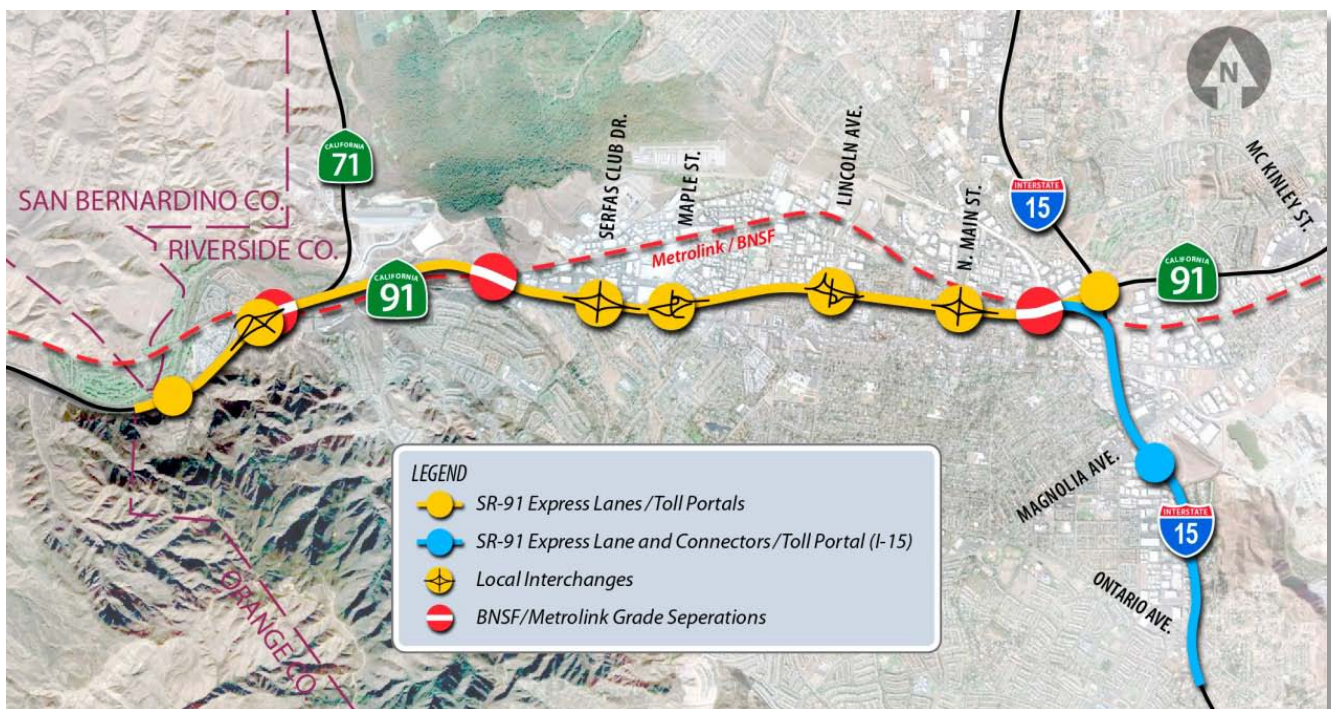 N
CALIFORNIA
71
SERFAS CLUB DR.
MAPLE ST.
LINCOLN AVE.
N. MAIN ST.
INTERSTATE
15
MC KINLEY ST.
SAN BERNARDINO CO.
RIVERSIDE CO.
Metrolink / BNSF
CALIFORNIA
91
CALIFORNIA
91
LEGEND
SR-91 Express Lanes/Toll Portals
SR-91 Express Lane and Connectors/Toll Portal (I-15)
Local Interchanges
BNSF/Metrolink Grade Seperations
MAGNOLIA AVE.
INTERSTATE
15
ONTARIO AVE.
ORANGE CO.